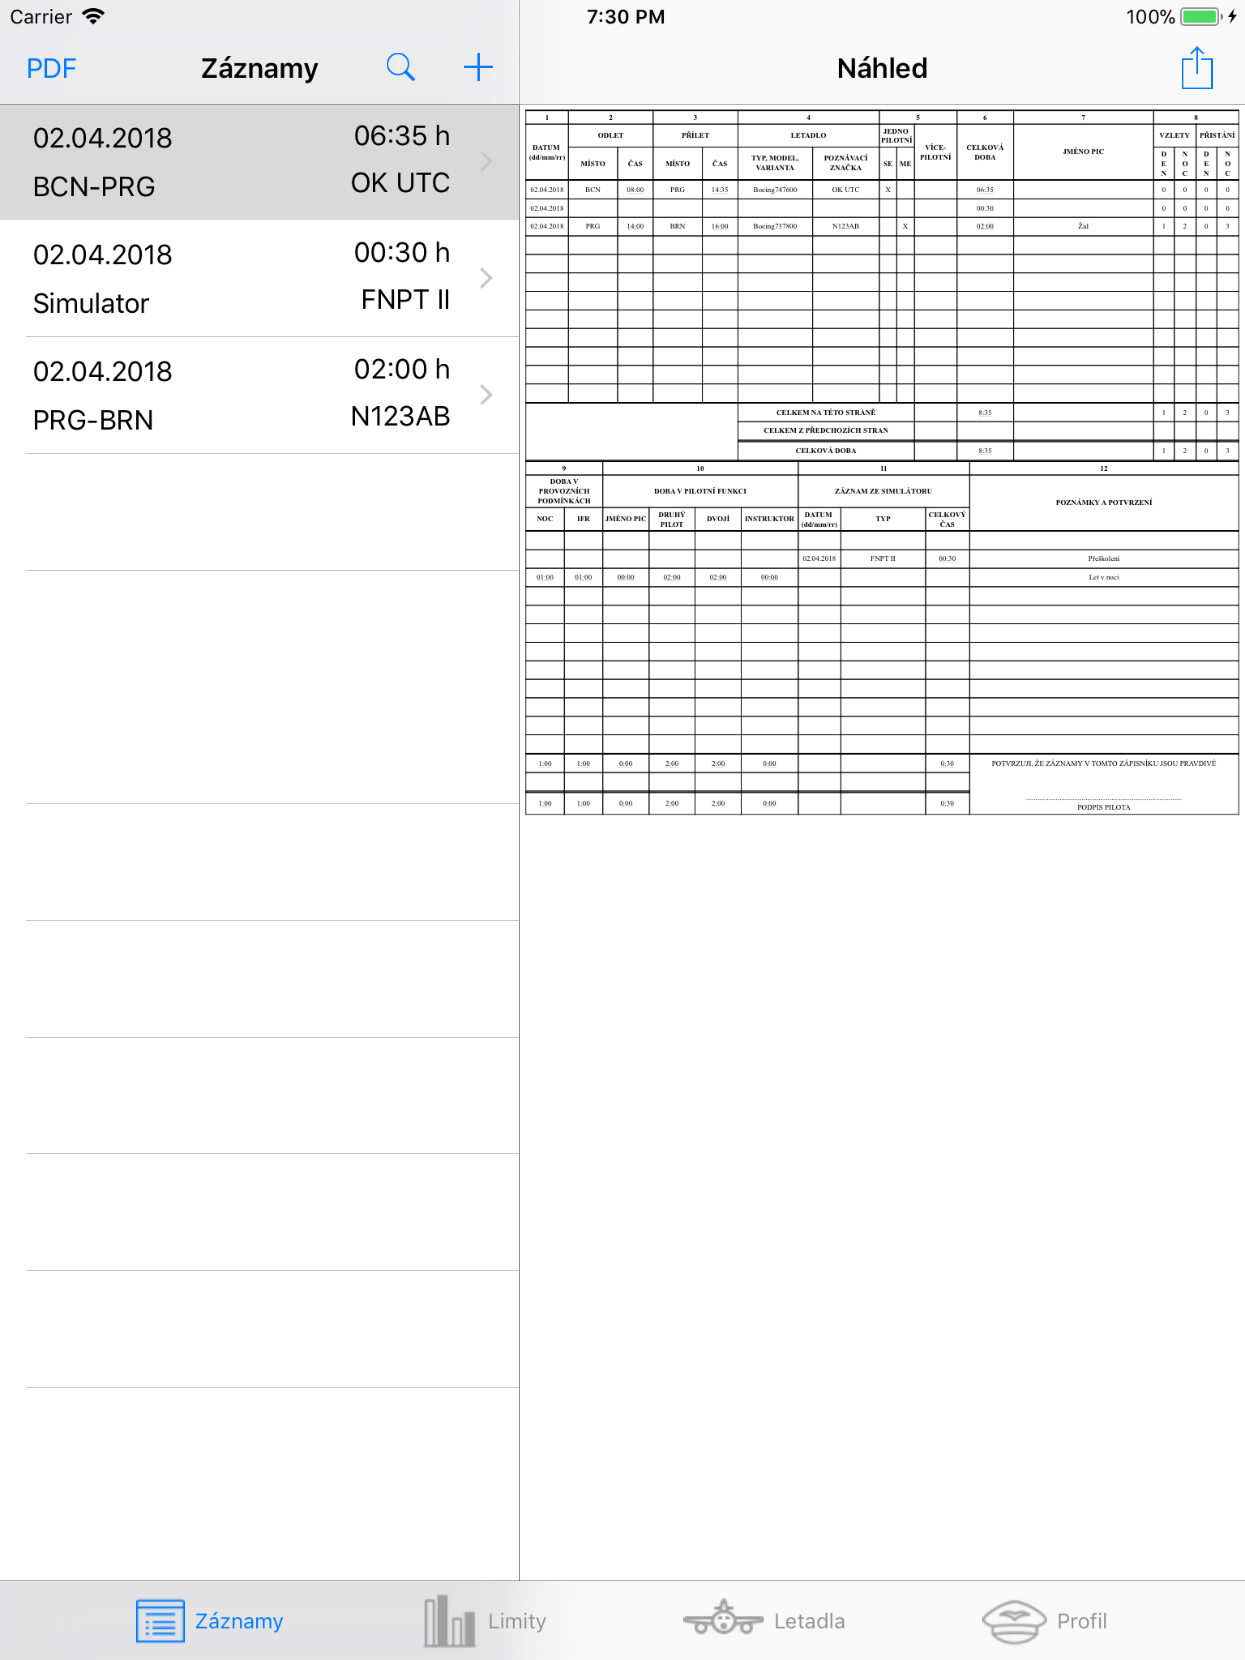 Carrier 7:30 PM 100%
PDF Záznamy Náhled
02.04.2018 06:35 h
BCN-PRG OK UTC
02.04.2018 00:30 h
Simulator FNPT II
02.04.2018 02:00 h
PRG-BRN N123AB
1 2 3 4 5 6 7 8
DATUM (dd/mm/rr) ODLET PŘÍLET LETADLO JEDNO PILOTNÍ VÍCE-PILOTNÍ CELKOVÁ DOBA JMÉNO PIC VZLETY PŘISTÁNÍ
MÍSTO ČAS MÍSTO ČAS TYP, MODEL, VARIANTA POZNÁVACÍ ZNAČKA SE ME DEN NOC DEN NOC
02.04.2018 BCN 08:00 PRG 14:35 Boeing747600 OK UTC X 06:35 0 0 0 0
02.04.2018 00:30 0 0 0 0
02.04.2018 PRG 14:00 BRN 16:00 Boeing737800 N123AB X 02:00 Žid 1 2 0 3
CELKEM NA TÉTO STRANĚ 8:35 1 2 0 3
CELKEM Z PŘEDCHOZÍCH STRAN
CELKOVÁ DOBA 8:35 1 2 0 3
9 10 11 12
DOBA V PROVOZNÍCH PODMÍNKÁCH DOBA V PILOTNÍ FUNKCI ZÁZNAM ZE SIMULÁTORU POZNÁMKY A POTVRZENÍ
NOC IFR JMÉNO PIC DRUHÝ PILOT DVOJÍ INSTRUKTOR DATUM (dd/mm/rr) TYP CELKOVÝ ČAS
02.04.2018 FNPT II 00:30 Přeškolení
01:00 01:00 00:00 02:00 02:00 00:00 Let v noci
1:00 1:00 0:00 2:00 2:00 0:00 0:30 POTVRZUJI, ŽE ZÁZNAMY V TOMTO ZÁPISNÍKU JSOU PRAVDIVÉ
1:00 1:00 0:00 2:00 2:00 0:00 0:30 PODPIS PILOTA
Záznamy Limity Letadla Profil